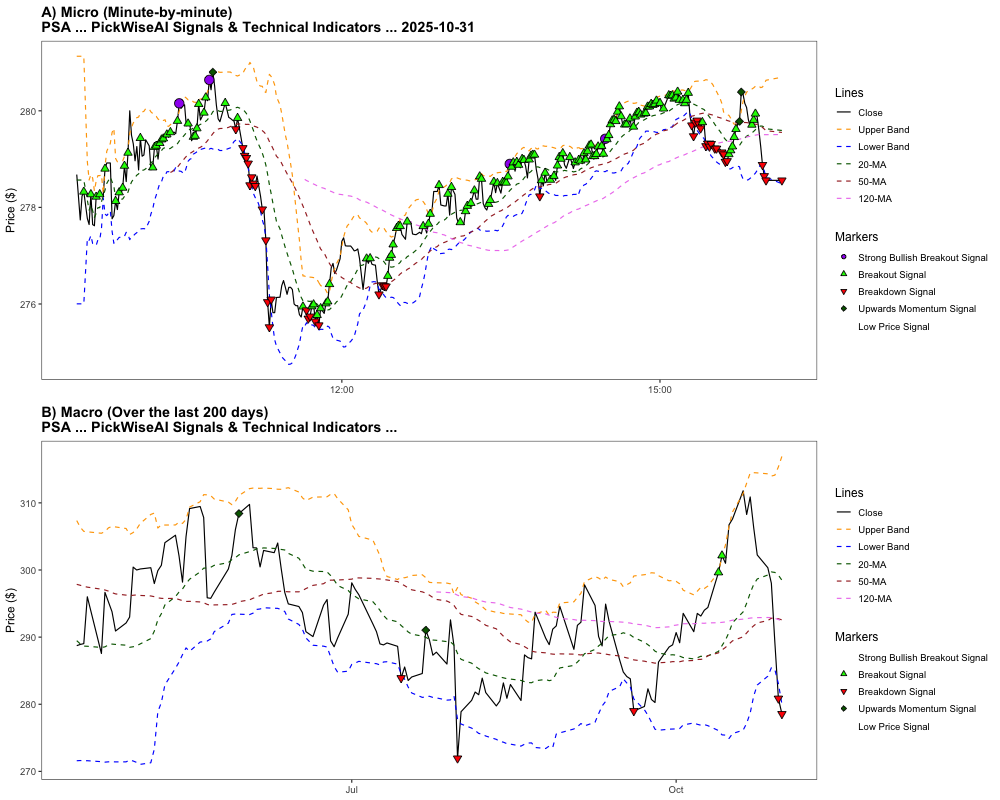 A) Micro (Minute-by-minute)
PSA ... PickWiseAI Signals & Technical Indicators ... 2025-10-31
Price ($)
280
278
276
12:00
15:00
Lines
Close
Upper Band
Lower Band
20-MA
50-MA
120-MA
Markers
Strong Bullish Breakout Signal
Breakout Signal
Breakdown Signal
Upwards Momentum Signal
Low Price Signal
B) Macro (Over the last 200 days)
PSA ... PickWiseAI Signals & Technical Indicators ...
Price ($)
310
300
290
280
270
Jul
Oct
Lines
Close
Upper Band
Lower Band
20-MA
50-MA
120-MA
Markers
Strong Bullish Breakout Signal
Breakout Signal
Breakdown Signal
Upwards Momentum Signal
Low Price Signal